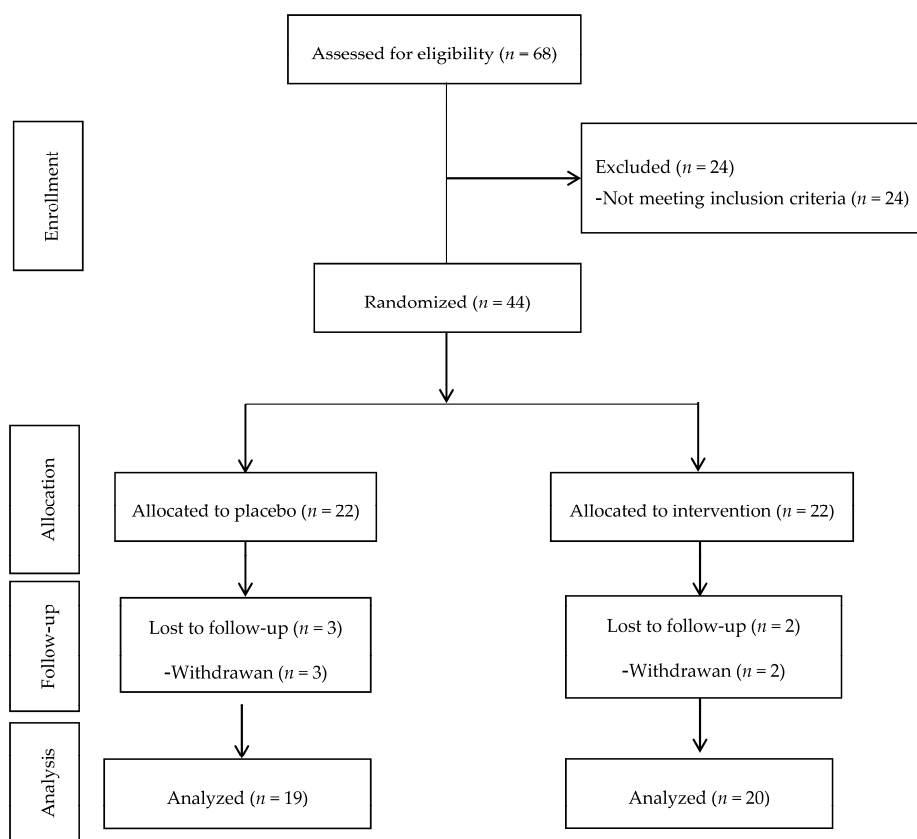 Assessed for eligibility (n = 68)
Enrollment
Excluded (n = 24)
-Not meeting inclusion criteria (n = 24)
Randomized (n = 44)
Allocation
Allocated to placebo (n = 22)
Allocated to intervention (n = 22)
Follow-up
Lost to follow-up (n = 3)
-Withdrawan (n = 3)
Lost to follow-up (n = 2)
-Withdrawan (n = 2)
Analysis
Analyzed (n = 19)
Analyzed (n = 20)